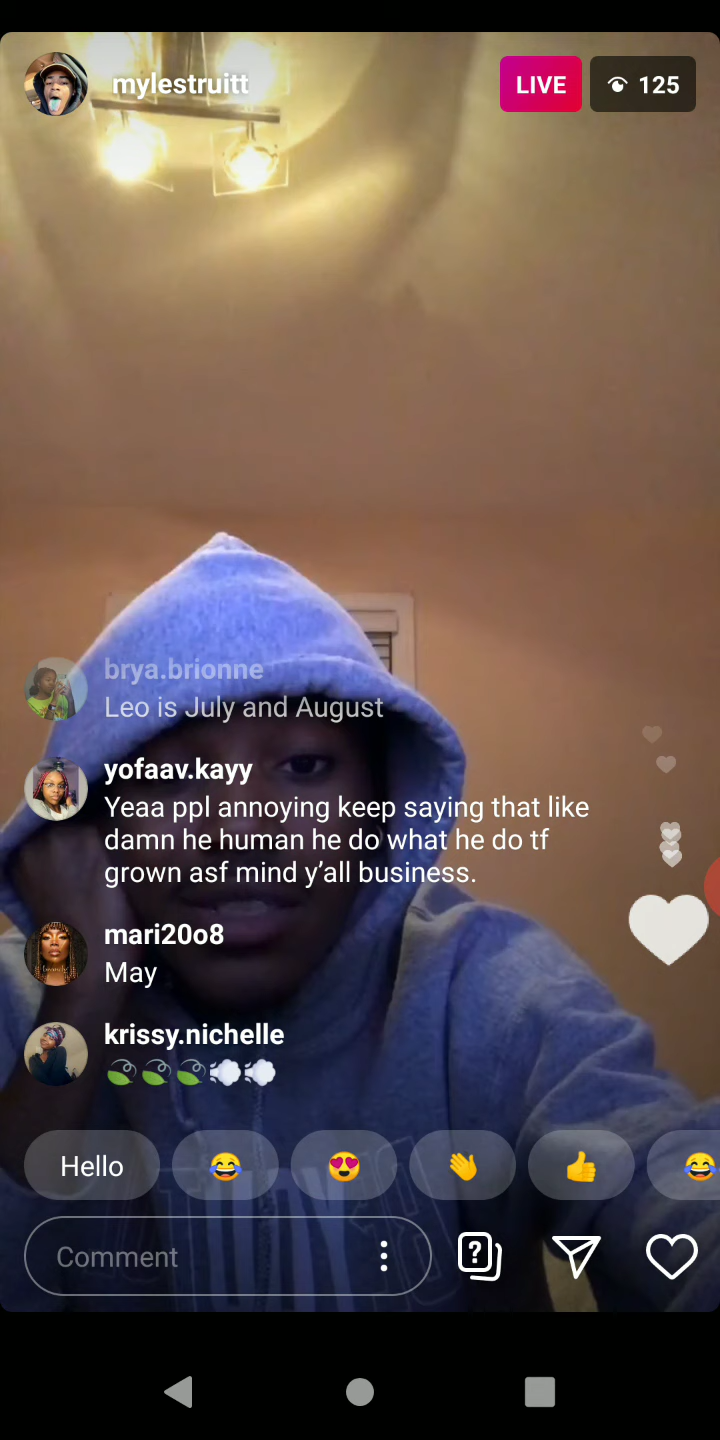 mylestruitt
LIVE
125
brya.brionne
Leo is July and August
yofaav.kayy
Yeaa ppl annoying keep saying that like
damn he human he do what he do tf
grown asf mind y'all business.
mari20o8
May
krissy.nichelle
🍃🍃🍃💨💨
Hello
😂 😍 👋 👍 😂
Comment